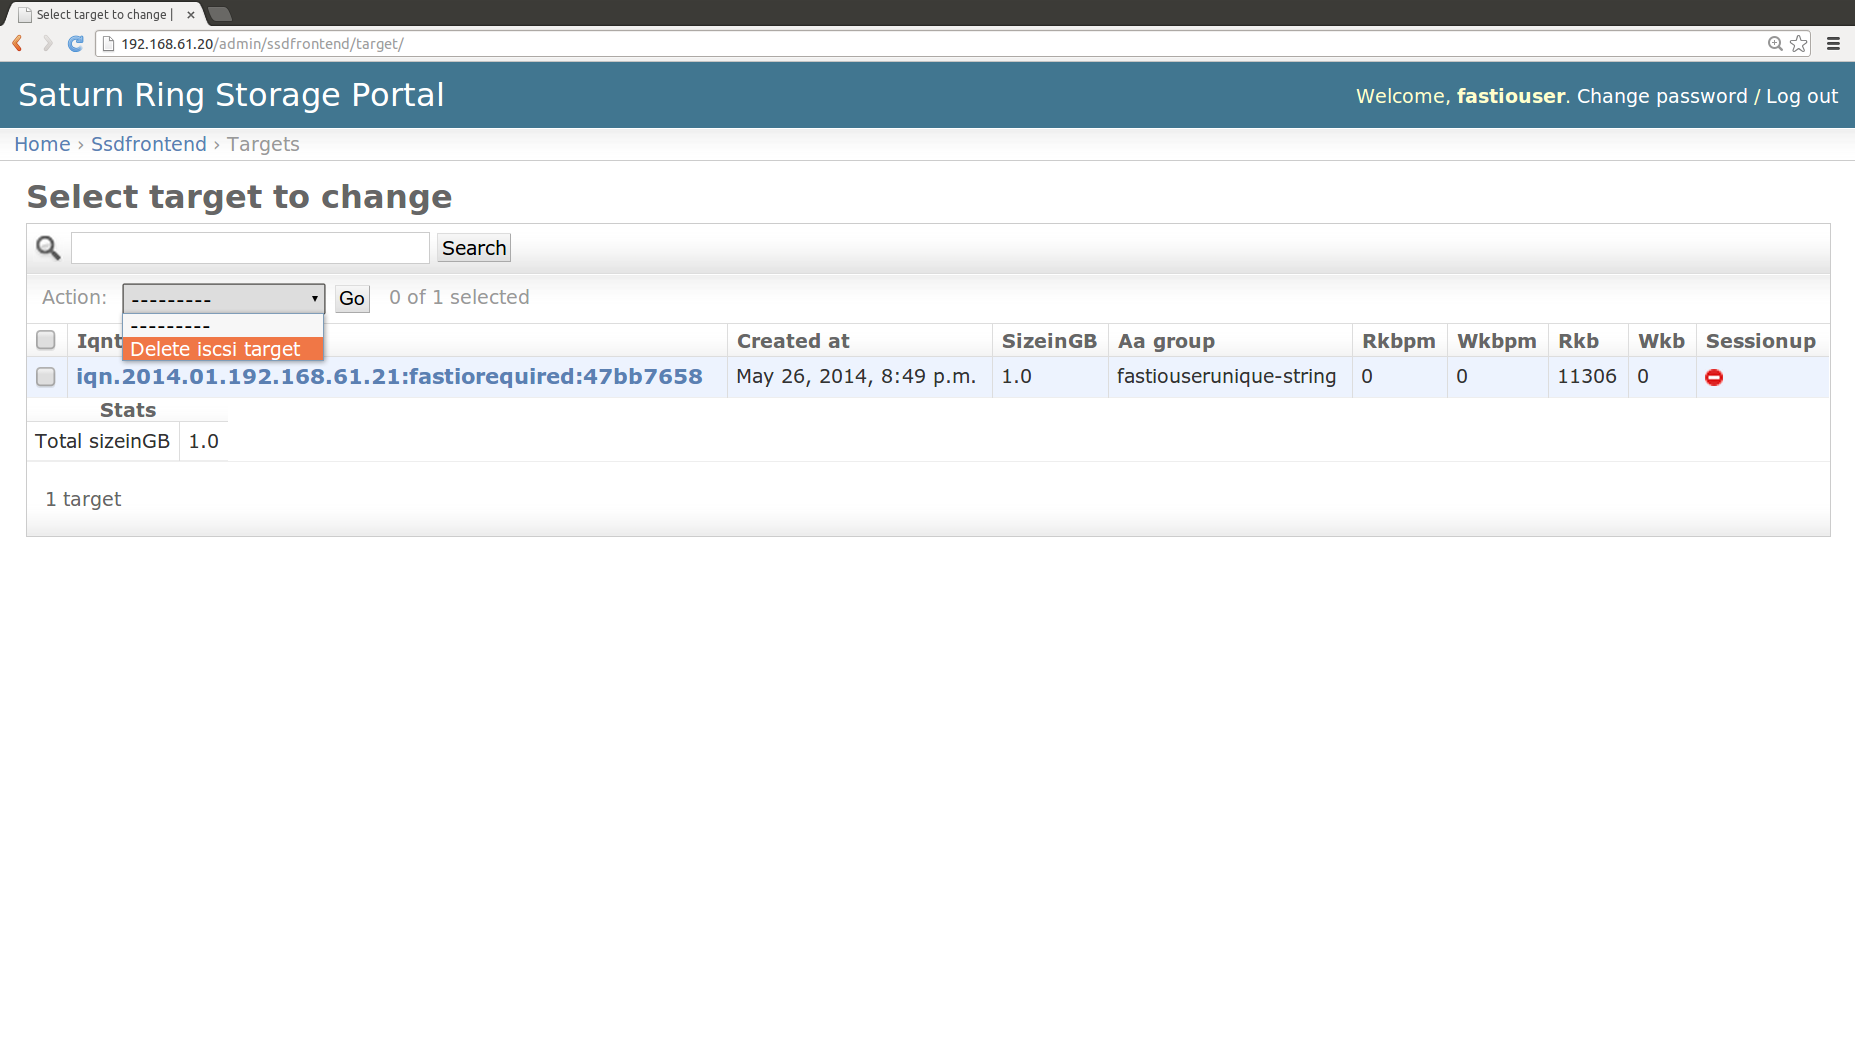 Select target to change |
192.168.61.20/admin/ssdfrontend/target/
Saturn Ring Storage Portal
Welcome, fastiouser. Change password / Log out
Home › Ssdfrontend › Targets
Select target to change
Search
Action: --------- Go 0 of 1 selected
---------
Delete iscsi target
Iqnt Created at SizeinGB Aa group Rkbpm Wkbpm Rkb Wkb Sessionup
iqn.2014.01.192.168.61.21:fastiorequired:47bb7658 May 26, 2014, 8:49 p.m. 1.0 fastiouserunique-string 0 0 11306 0
Stats
Total sizeinGB 1.0
1 target